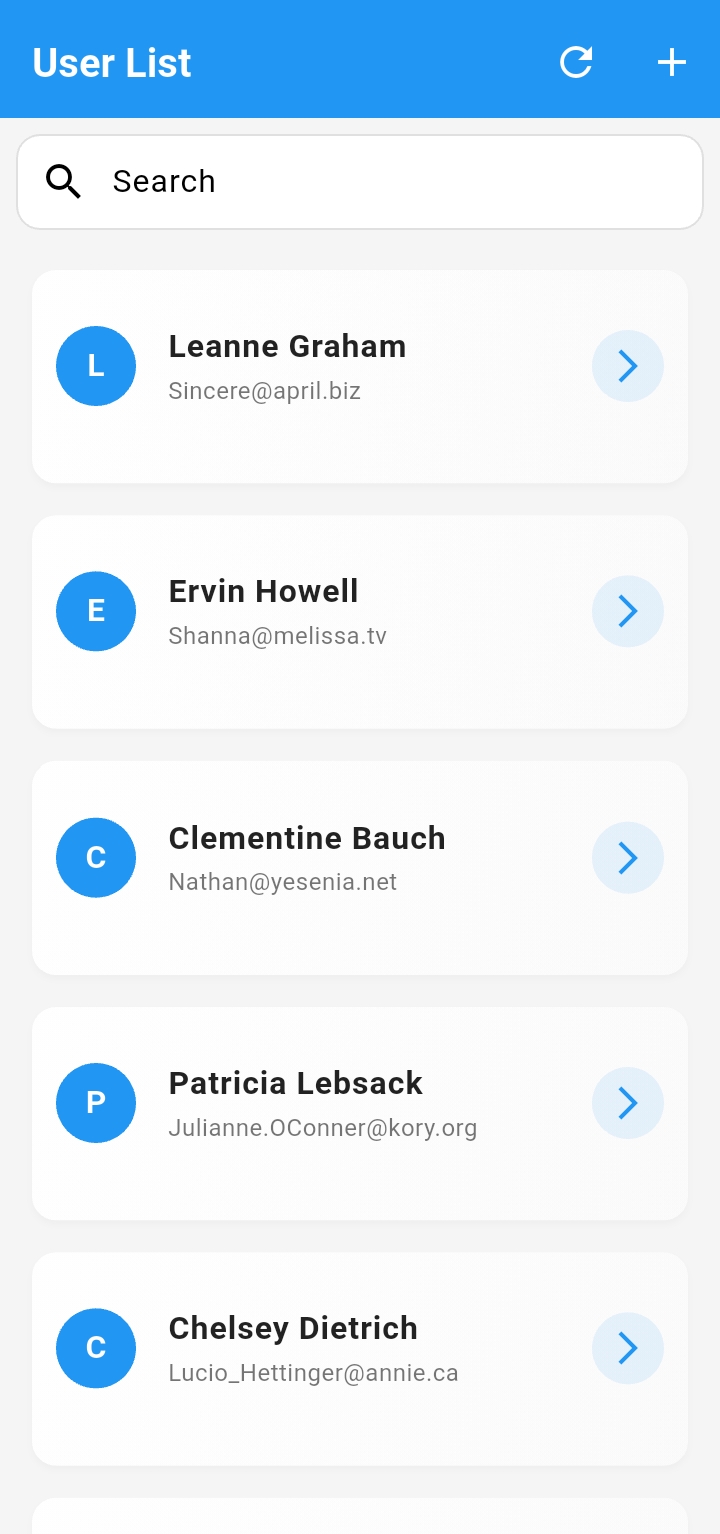 User List
Search
L
Leanne Graham
Sincere@april.biz
E
Ervin Howell
Shanna@melissa.tv
C
Clementine Bauch
Nathan@yesenia.net
P
Patricia Lebsack
Julianne.OConner@kory.org
C
Chelsey Dietrich
Lucio_Hettinger@annie.ca